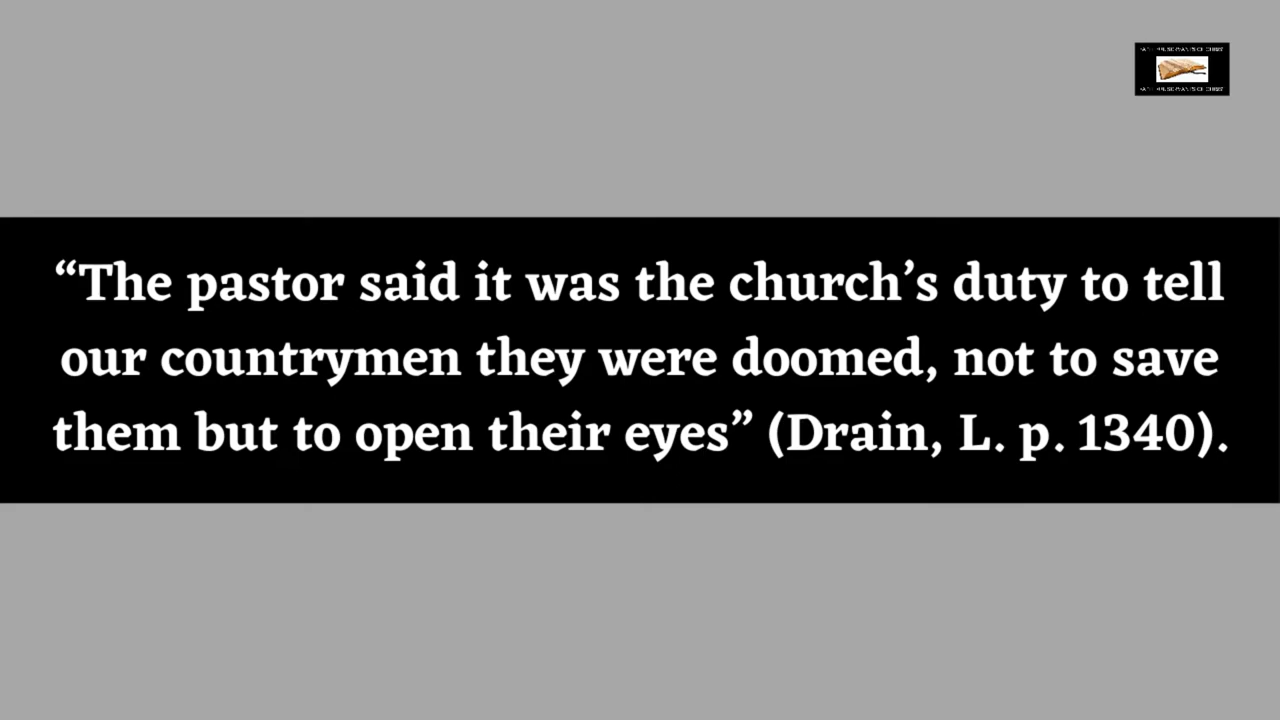 “The pastor said it was the church’s duty to tell
our countrymen they were doomed, not to save
them but to open their eyes” (Drain, L. p. 1340).